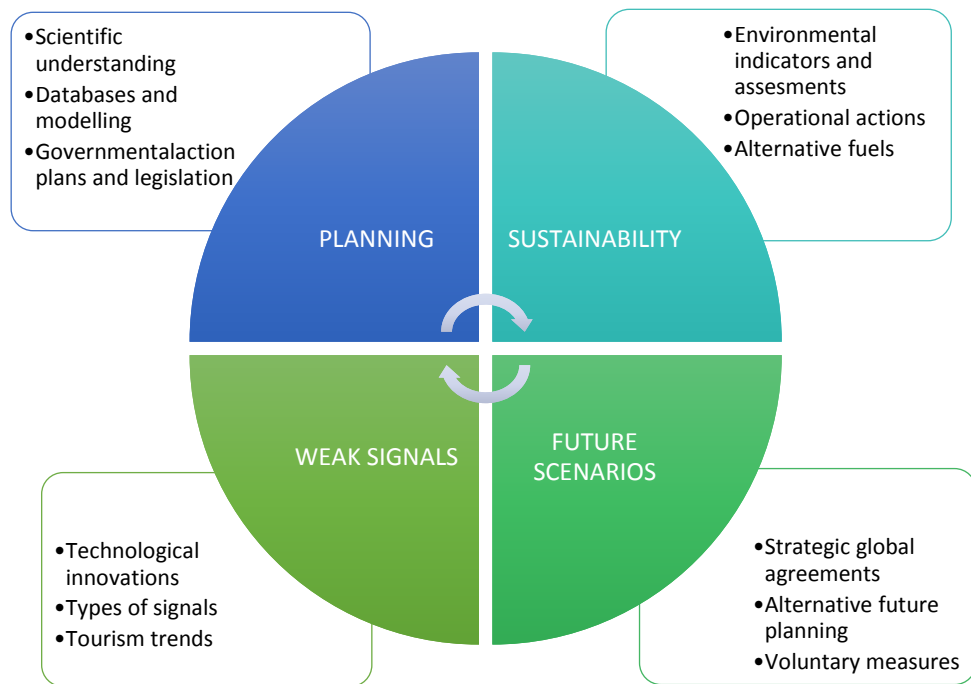 •Scientific
understanding
•Databases and
modelling
•Governmentalaction
plans and legislation
•Environmental
indicators and
assesments
•Operational actions
•Alternative fuels
PLANNING
SUSTAINABILITY
WEAK SIGNALS
FUTURE
SCENARIOS
•Technological
innovations
•Types of signals
•Tourism trends
•Strategic global
agreements
•Alternative future
planning
•Voluntary measures